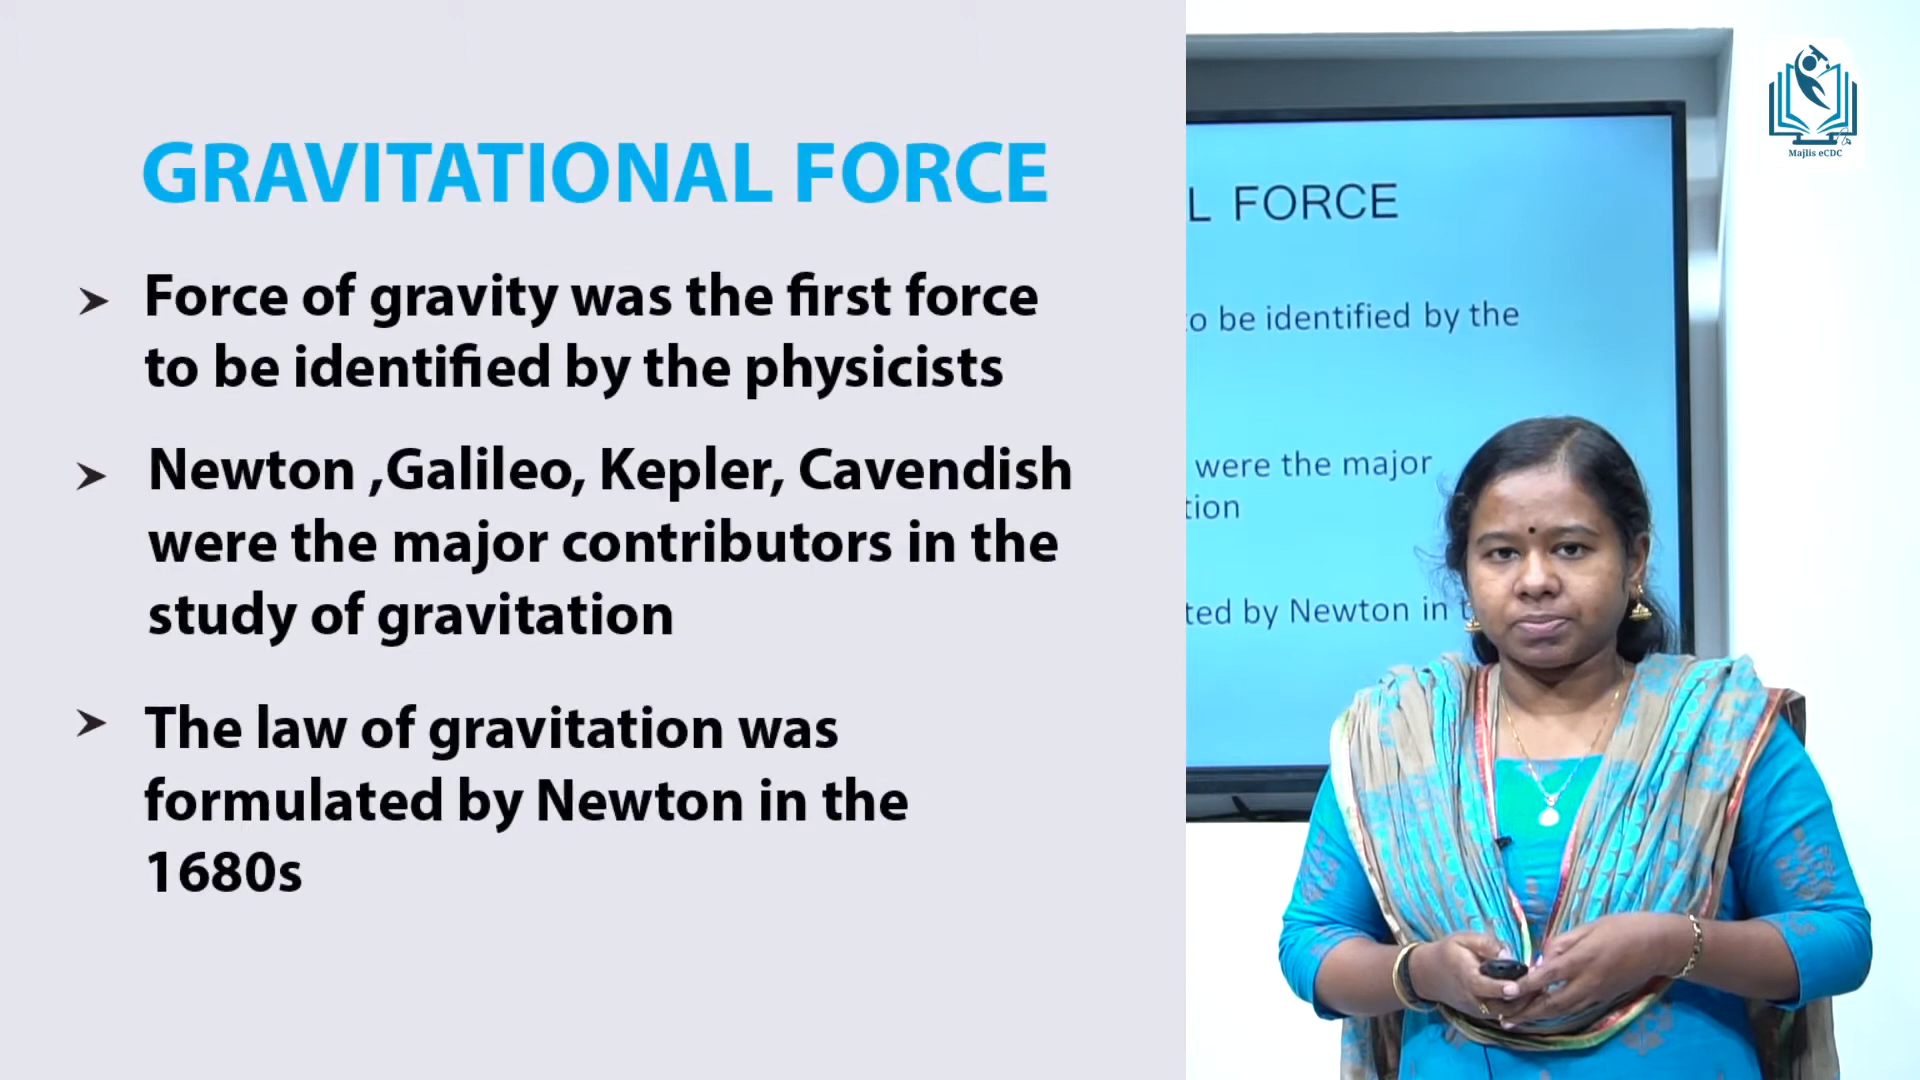 GRAVITATIONAL FORCE
Force of gravity was the first force
to be identified by the physicists
Newton ,Galileo, Kepler, Cavendish
were the major contributors in the
study of gravitation
The law of gravitation was
formulated by Newton in the
1680s
L FORCE
o be identified by the
were the major
tion
ted by Newton in
Majlis eCDC